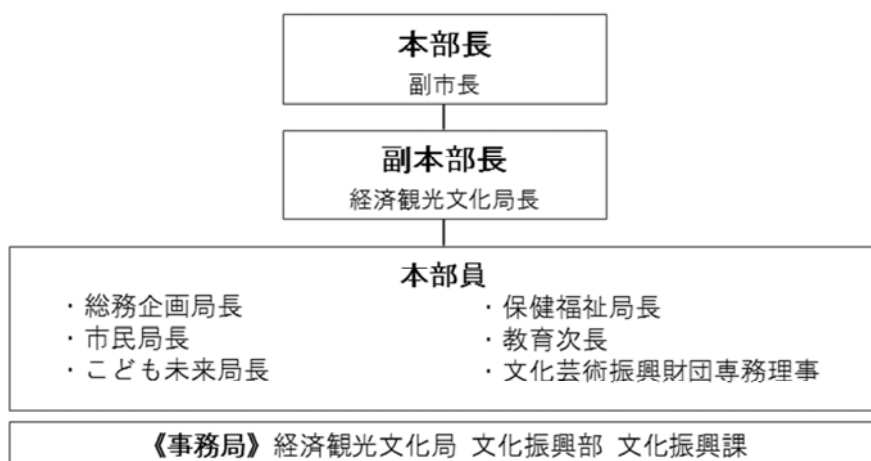 本部長
副市長
副本部長
経済観光文化局長
本部員
・総務企画局長
・市民局長
・こども未来局長
・保健福祉局長
・教育次長
・文化芸術振興財団専務理事
《事務局》経済観光文化局 文化振興部 文化振興課